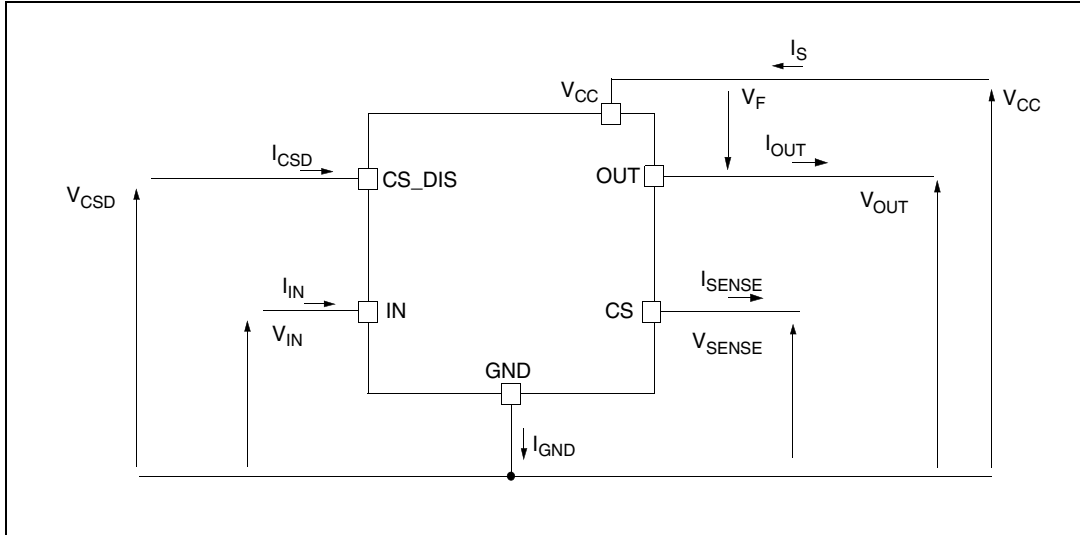 I_S
V_CC
V_F
V_CC
I_OUT
I_CSD
CS_DIS
OUT
V_CSD
V_OUT
I_IN
I_SENSE
IN
CS
V_IN
V_SENSE
GND
I_GND